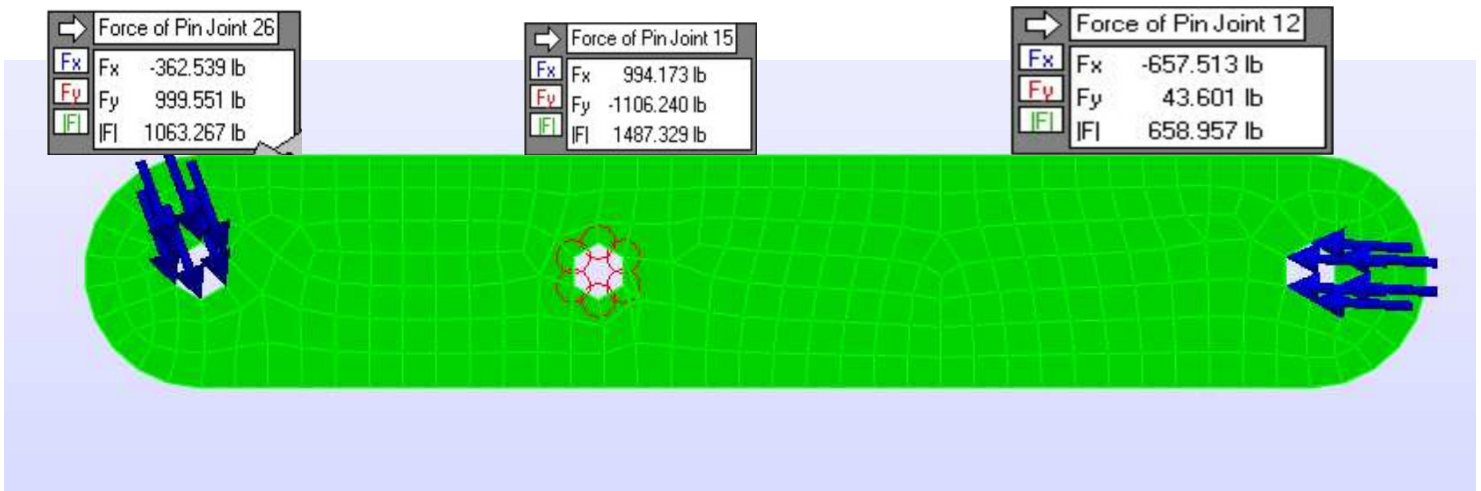 Force of Pin Joint 26
Fx Fx -362.539 lb
Fy Fy 999.551 lb
|F| |F| 1063.267 lb
Force of Pin Joint 15
Fx Fx 994.173 lb
Fy Fy -1106.240 lb
|F| |F| 1487.329 lb
Force of Pin Joint 12
Fx Fx -657.513 lb
Fy Fy 43.601 lb
|F| |F| 658.957 lb